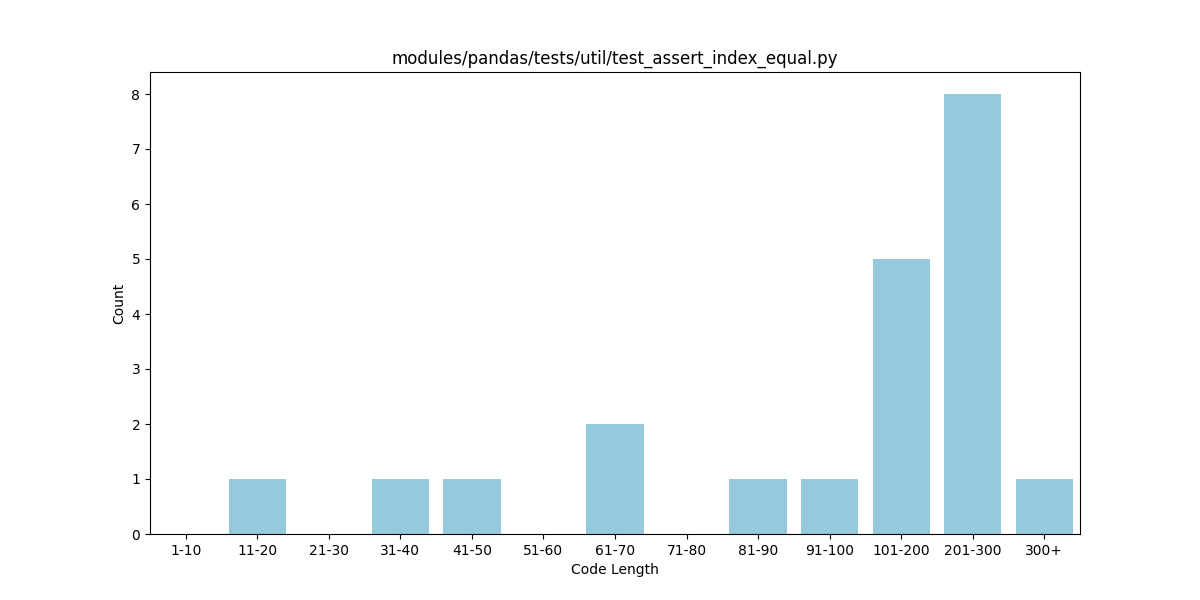 modules/pandas/tests/util/test_assert_index_equal.py
8
7
6
5
4
3
2
1
0
Count
1-10 11-20 21-30 31-40 41-50 51-60 61-70 71-80 81-90 91-100 101-200 201-300 300+
Code Length